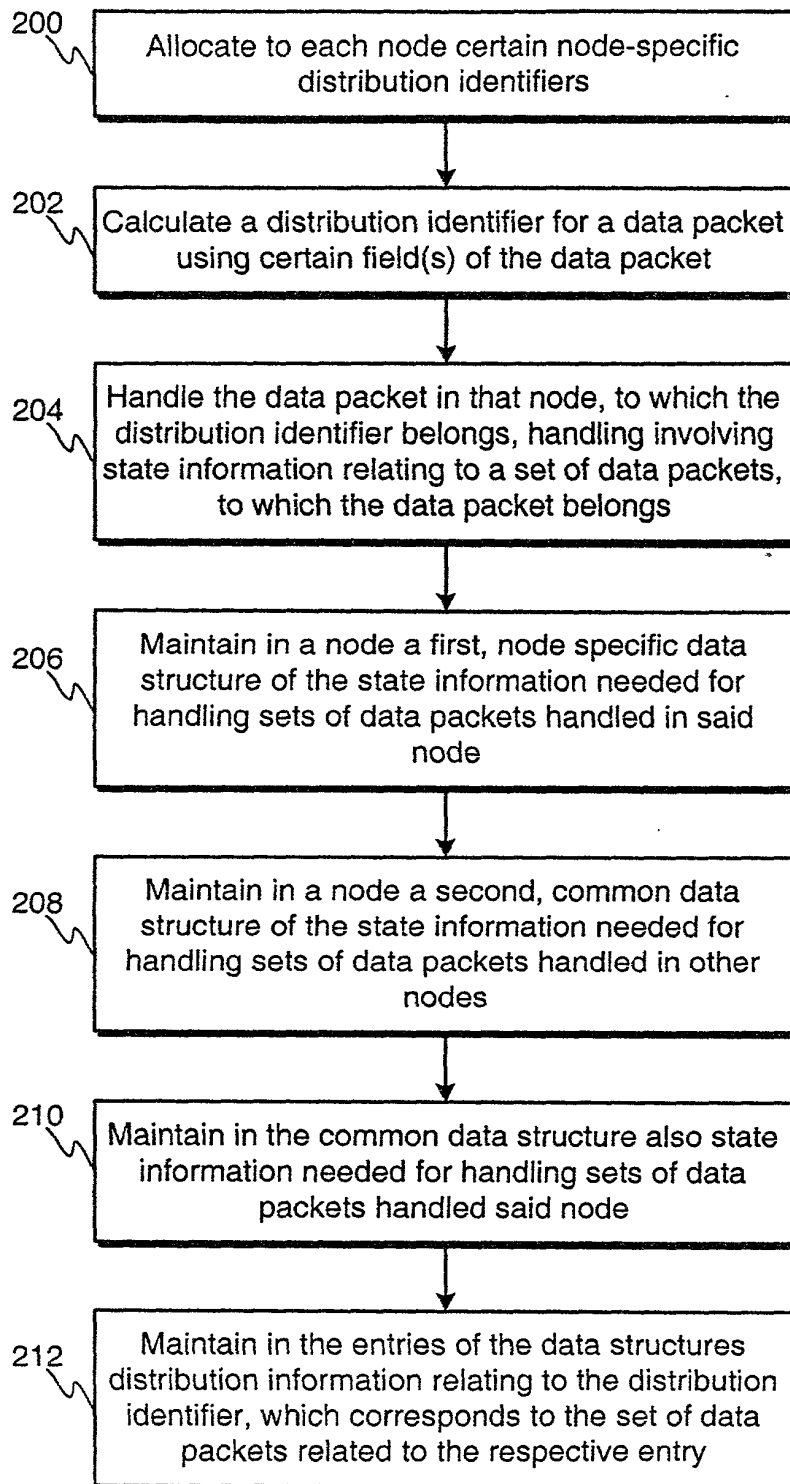 200
Allocate to each node certain node-specific
distribution identifiers
202
Calculate a distribution identifier for a data packet
using certain field(s) of the data packet
204
Handle the data packet in that node, to which the
distribution identifier belongs, handling involving
state information relating to a set of data packets,
to which the data packet belongs
206
Maintain in a node a first, node specific data
structure of the state information needed for
handling sets of data packets handled in said
node
208
Maintain in a node a second, common data
structure of the state information needed for
handling sets of data packets handled in other
nodes
210
Maintain in the common data structure also state
information needed for handling sets of data
packets handled said node
212
Maintain in the entries of the data structures
distribution information relating to the distribution
identifier, which corresponds to the set of data
packets related to the respective entry